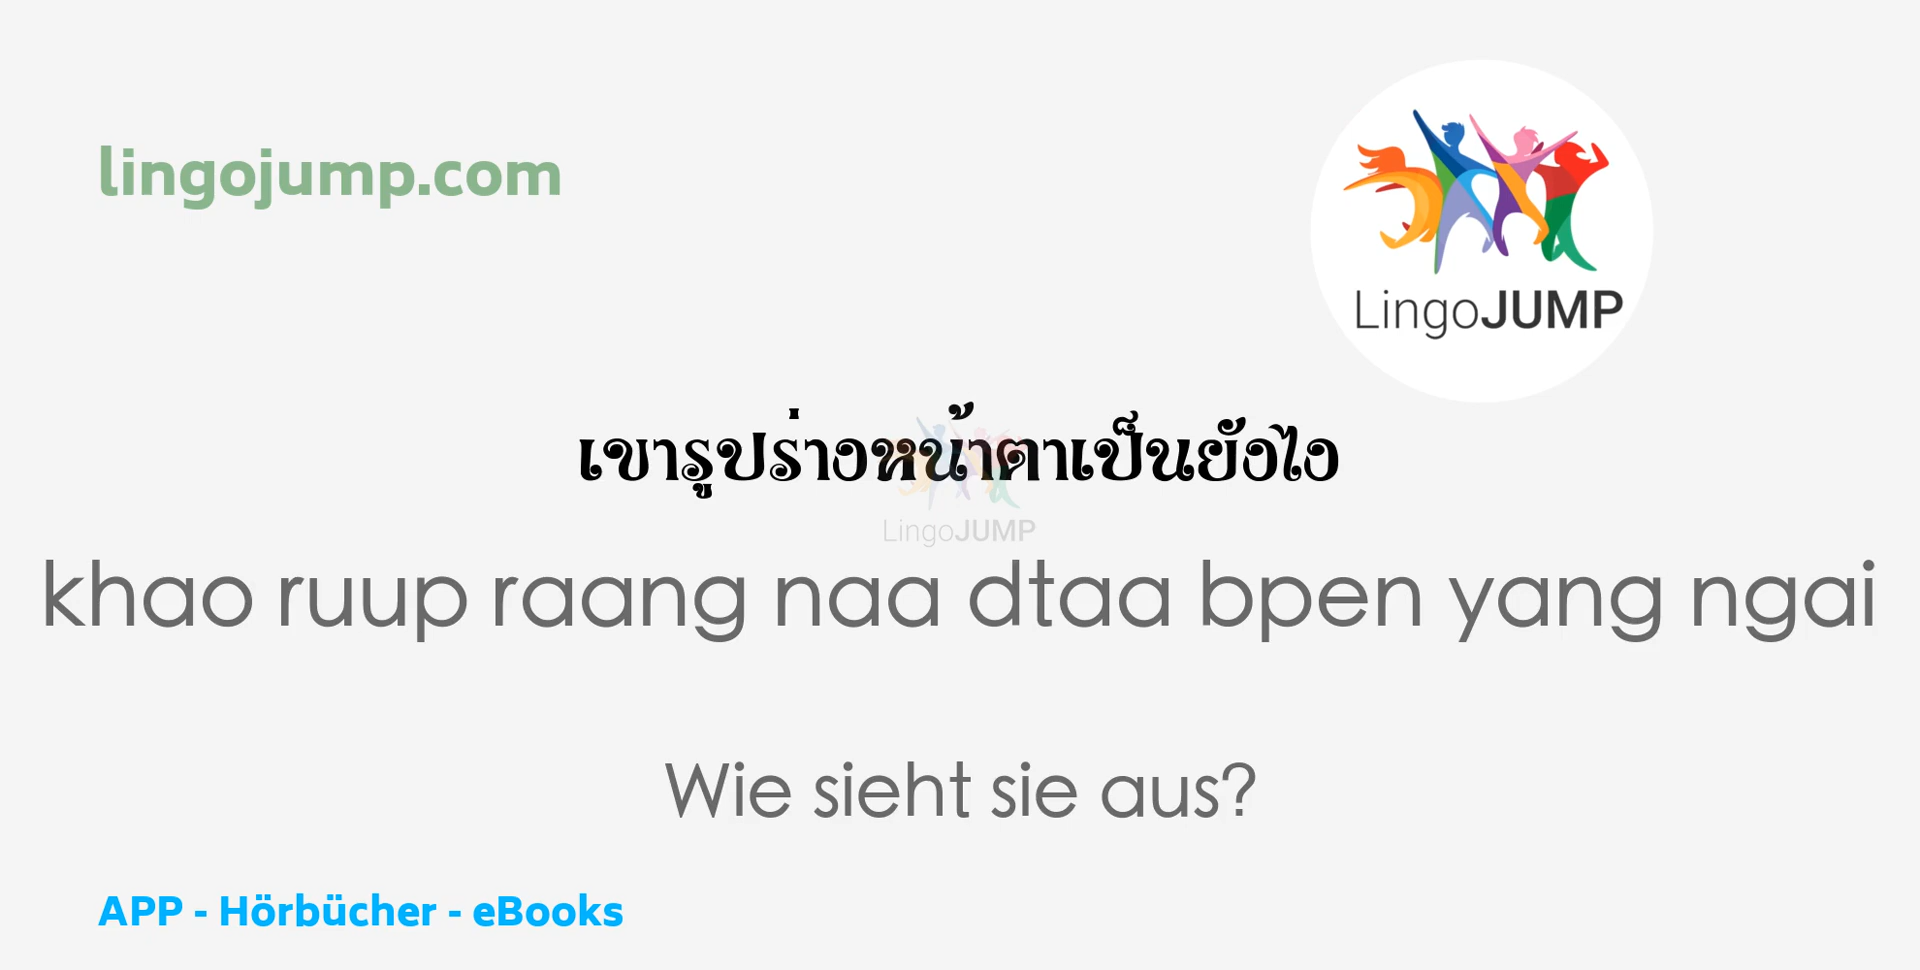 lingojump.com
LingoJUMP
เขารูปร่างหน้าตาเป็นยังไง
LingoJUMP
khao ruup raang naa dtaa bpen yang ngai
Wie sieht sie aus?
APP - Hörbücher - eBooks